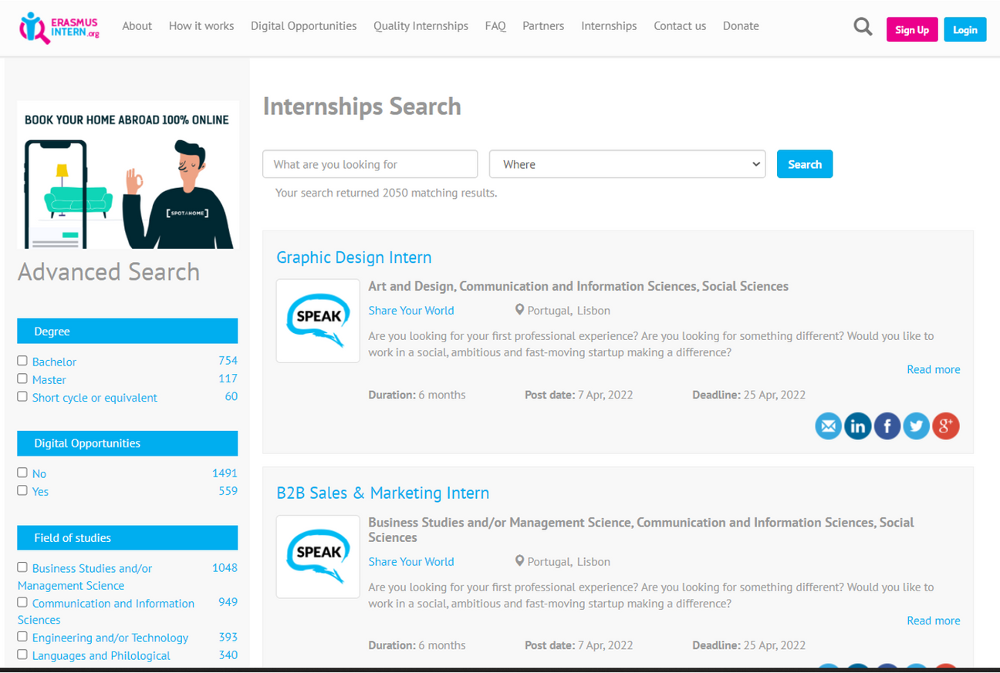 ERASMUS
INTERN.org
About How it works Digital Opportunities Quality Internships FAQ Partners Internships Contact us Donate
Sign Up Login
BOOK YOUR HOME ABROAD 100% ONLINE
[SPOTAHOME]
Advanced Search
Degree
Bachelor 754
Master 117
Short cycle or equivalent 60
Digital Opportunities
No 1491
Yes 559
Field of studies
Business Studies and/or 1048
Management Science
Communication and Information 949
Sciences
Engineering and/or Technology 393
Languages and Philological 340
Internships Search
What are you looking for Where Search
Your search returned 2050 matching results.
Graphic Design Intern
SPEAK
Art and Design, Communication and Information Sciences, Social Sciences
Share Your World Portugal, Lisbon
Are you looking for your first professional experience? Are you looking for something different? Would you like to
work in a social, ambitious and fast-moving startup making a difference?
Read more
Duration: 6 months Post date: 7 Apr, 2022 Deadline: 25 Apr, 2022
in f g+
B2B Sales & Marketing Intern
SPEAK
Business Studies and/or Management Science, Communication and Information Sciences, Social
Sciences
Share Your World Portugal, Lisbon
Are you looking for your first professional experience? Are you looking for something different? Would you like to
work in a social, ambitious and fast-moving startup making a difference?
Read more
Duration: 6 months Post date: 7 Apr, 2022 Deadline: 25 Apr, 2022